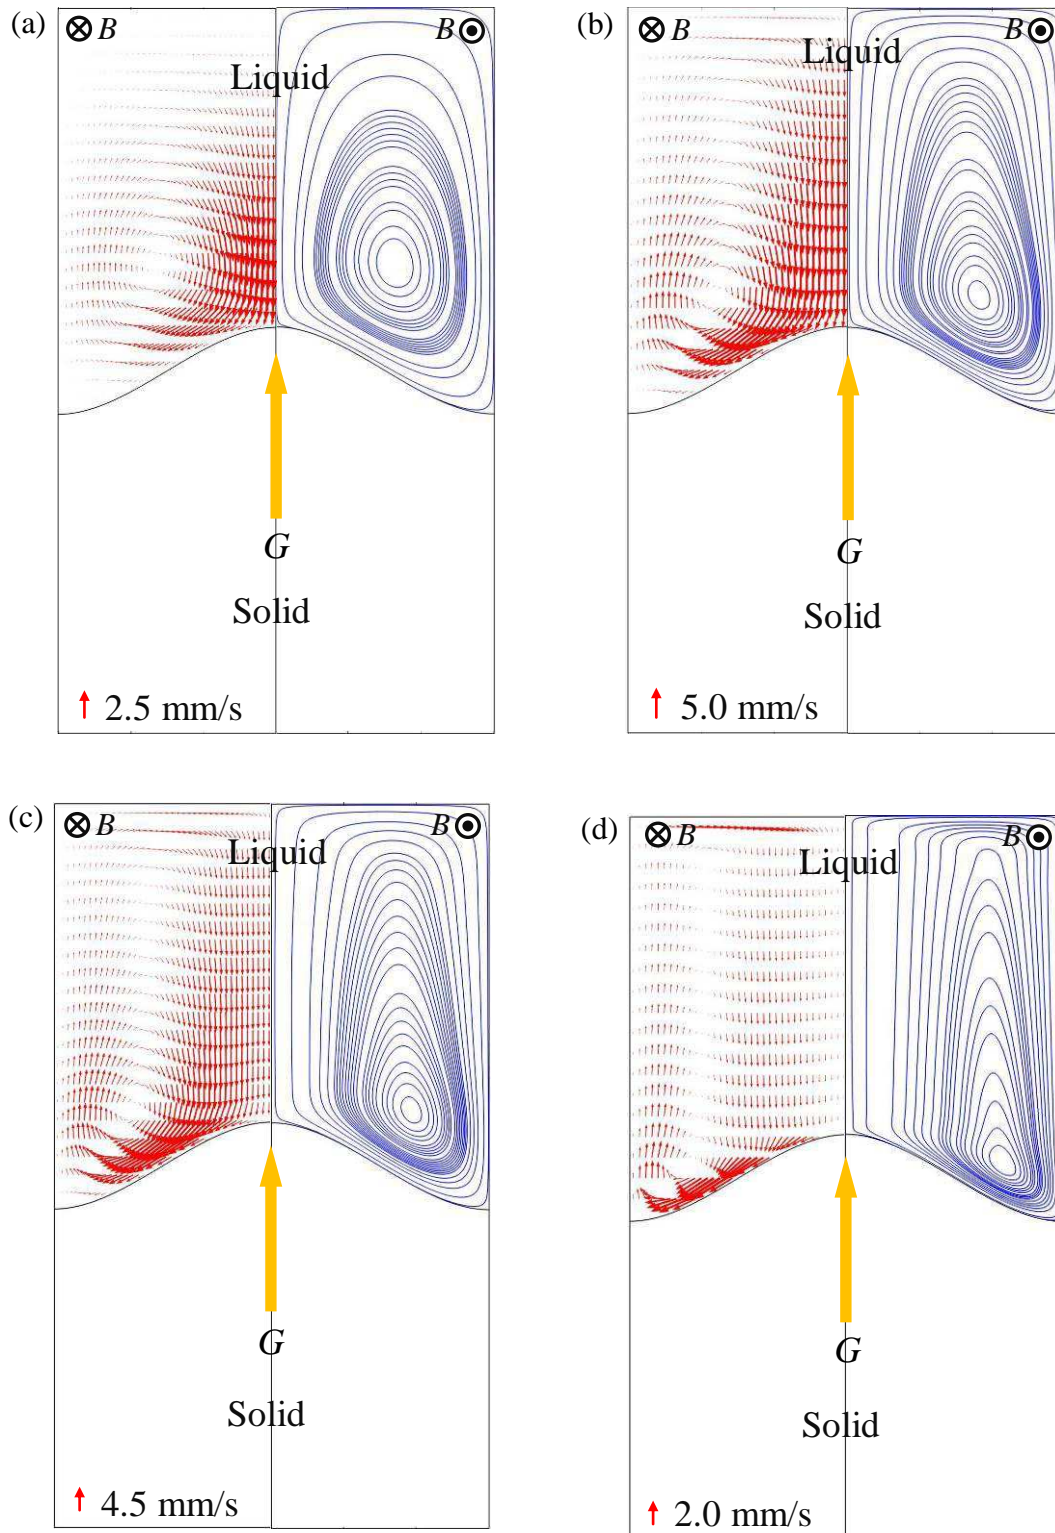 (a)
B
B
Liquid
G
Solid
2.5 mm/s
(b)
B
B
Liquid
G
Solid
5.0 mm/s
(c)
B
B
Liquid
G
Solid
4.5 mm/s
(d)
B
B
Liquid
G
Solid
2.0 mm/s